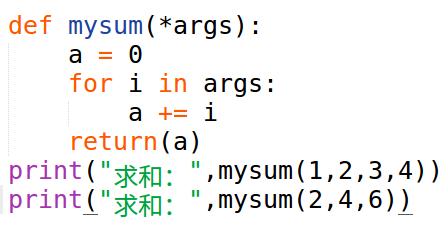 def mysum(*args):
    a = 0
    for i in args:
        a += i
    return(a)
print("求和：",mysum(1,2,3,4))
print("求和：",mysum(2,4,6))